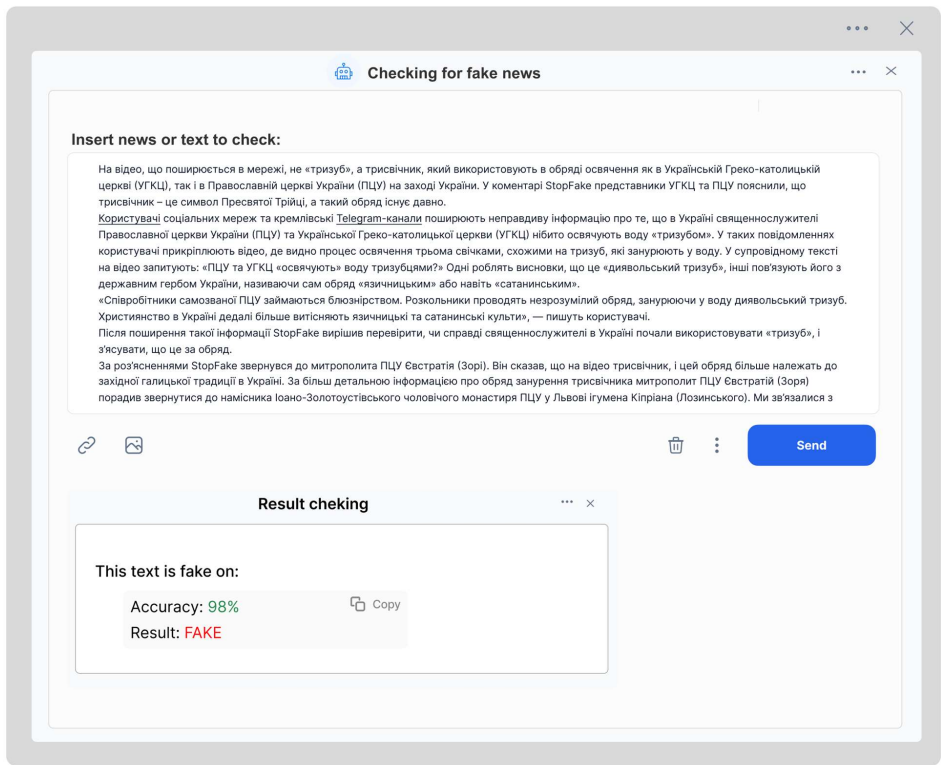 Checking for fake news
Insert news or text to check:
На відео, що поширюється в мережі, не «тризуб», а трисвічник, який використовують в обряді освячення як в Українській Греко-католицькій
церкві (УГКЦ), так і в Православній церкві України (ПЦУ) на заході України. У коментарі StopFake представники УГКЦ та ПЦУ пояснили, що
трисвічник – це символ Пресвятої Трійці, а такий обряд існує давно.
Користувачі соціальних мереж та кремлівські Telegram-канали поширюють неправдиву інформацію про те, що в Україні священнослужителі
Православної церкви України (ПЦУ) та Української Греко-католицької церкви (УГКЦ) нібито освячують воду «тризубом». У таких повідомленнях
користувачі прикріплюють відео, де видно процес освячення трьома свічками, схожими на тризуб, які занурюють у воду. У супровідному тексті
на відео запитують: «ПЦУ та УГКЦ «освячують» воду тризубцями?» Одні роблять висновки, що це «диявольський тризуб», інші пов'язують його з
державним гербом України, називаючи сам обряд «язичницьким» або навіть «сатанинським».
«Співробітники самозваного ПЦУ займаються блюзнірством. Розкольники проводять незрозумілий обряд, занурюючи у воду диявольський тризуб.
Християнство в Україні дедалі більше витісняють язичницькі та сатанинські культи», — пишуть користувачі.
Після поширення такої інформації StopFake вирішив перевірити, чи справді священнослужителі в Україні почали використовувати «тризуб», і
з'ясувати, що це за обряд.
За роз'ясненнями StopFake звернувся до митрополита ПЦУ Євстратія (Зорі). Він сказав, що на відео трисвічник, і цей обряд більше належать до
західної галицької традиції в Україні. За більш детальною інформацією про обряд занурення трисвічника митрополит ПЦУ Євстратій (Зоря)
порадив звернутися до намісника Іоано-Золотоустівського чоловічого монастиря ПЦУ у Львові ігумена Кіпріана (Лозинського). Ми зв'язалися з
Send
Result cheking
This text is fake on:
Accuracy: 98%
Copy
Result: FAKE